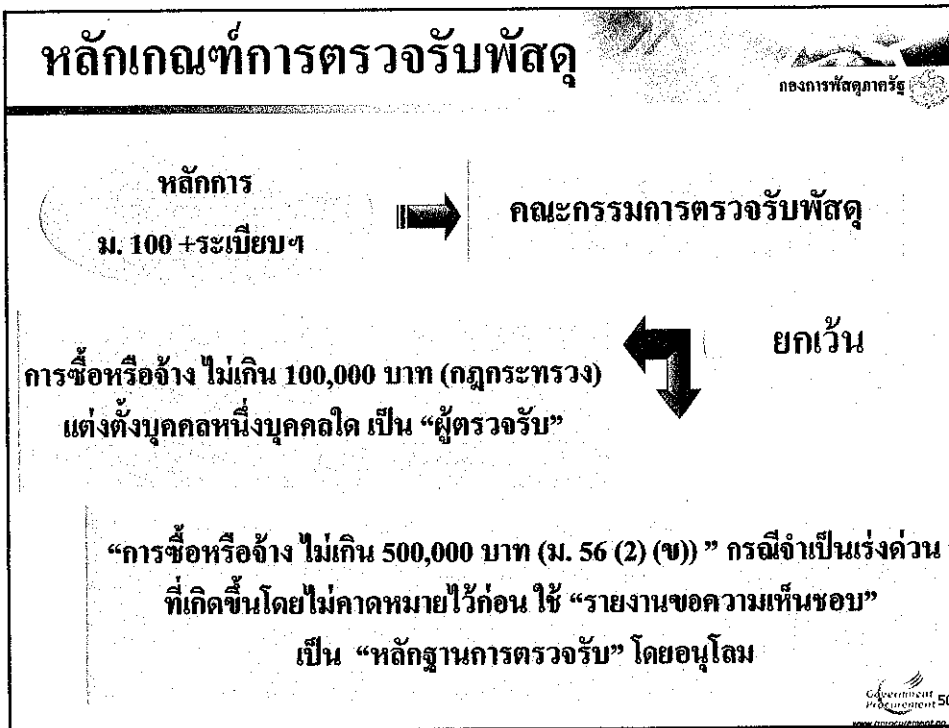 หลักเกณฑ์การตรวจรับพัสดุ
กองการพัสดุภาครัฐ
หลักการ
ม. 100 +ระเบียบฯ
คณะกรรมการตรวจรับพัสดุ
ยกเว้น
การซื้อหรือจ้าง ไม่เกิน 100,000 บาท (กฎกระทรวง)
แต่งตั้งบุคคลหนึ่งบุคคลใด เป็น “ผู้ตรวจรับ”
“การซื้อหรือจ้าง ไม่เกิน 500,000 บาท (ม. 56 (2) (ข)) ” กรณีจำเป็นเร่งด่วน
ที่เกิดขึ้นโดยไม่คาดหมายไว้ก่อน ใช้ “รายงานขอความเห็นชอบ”
เป็น “หลักฐานการตรวจรับ” โดยอนุโลม
Government
Procurement